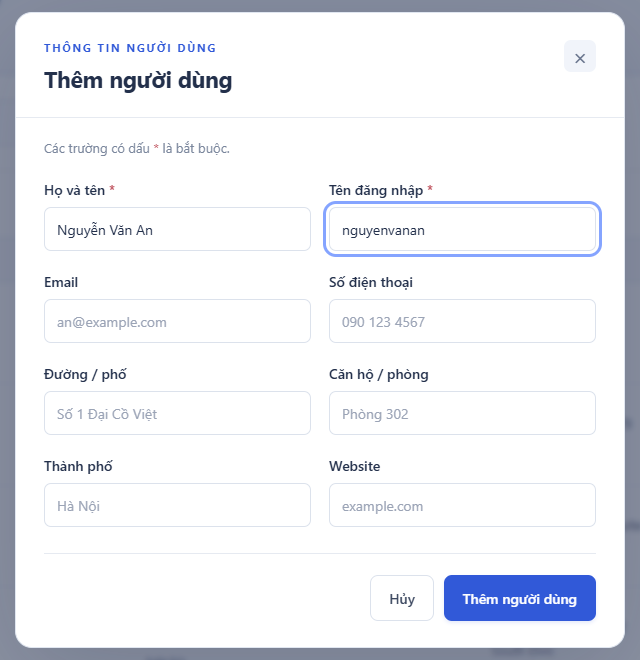 THÔNG TIN NGƯỜI DÙNG
Thêm người dùng
Các trường có dấu * là bắt buộc.
Họ và tên *
Tên đăng nhập *
Nguyễn Văn An
nguyenvanan
Email
Số điện thoại
an@example.com
090 123 4567
Đường / phố
Căn hộ / phòng
Số 1 Đại Cồ Việt
Phòng 302
Thành phố
Website
Hà Nội
example.com
Hủy
Thêm người dùng